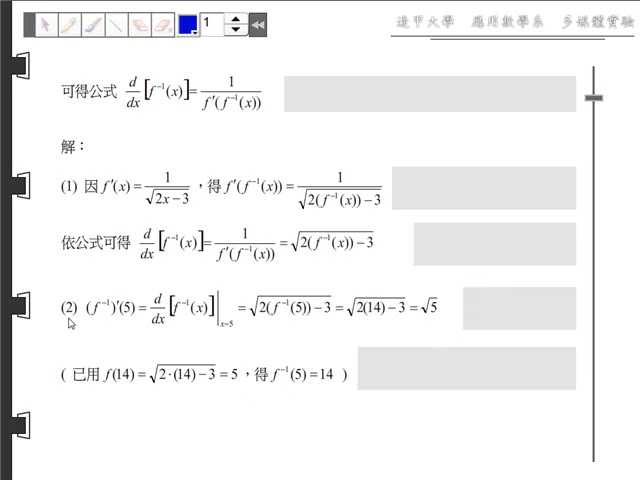 1
逢甲大學 應用數學系 多媒體實驗
可得公式 d/dx [f⁻¹(x)] = 1/f′(f⁻¹(x))
解：
(1) 因 f′(x) = 1/√(2x−3) ，得 f′(f⁻¹(x)) = 1/√(2(f⁻¹(x))−3)
依公式可得 d/dx [f⁻¹(x)] = 1/f′(f⁻¹(x)) = √(2(f⁻¹(x))−3)
(2) (f⁻¹)′(5) = d/dx [f⁻¹(x)]|x=5 = √(2(f⁻¹(5))−3) = √(2(14)−3) = √5
( 已用 f(14) = √(2·(14)−3) = 5 ，得 f⁻¹(5) = 14 )